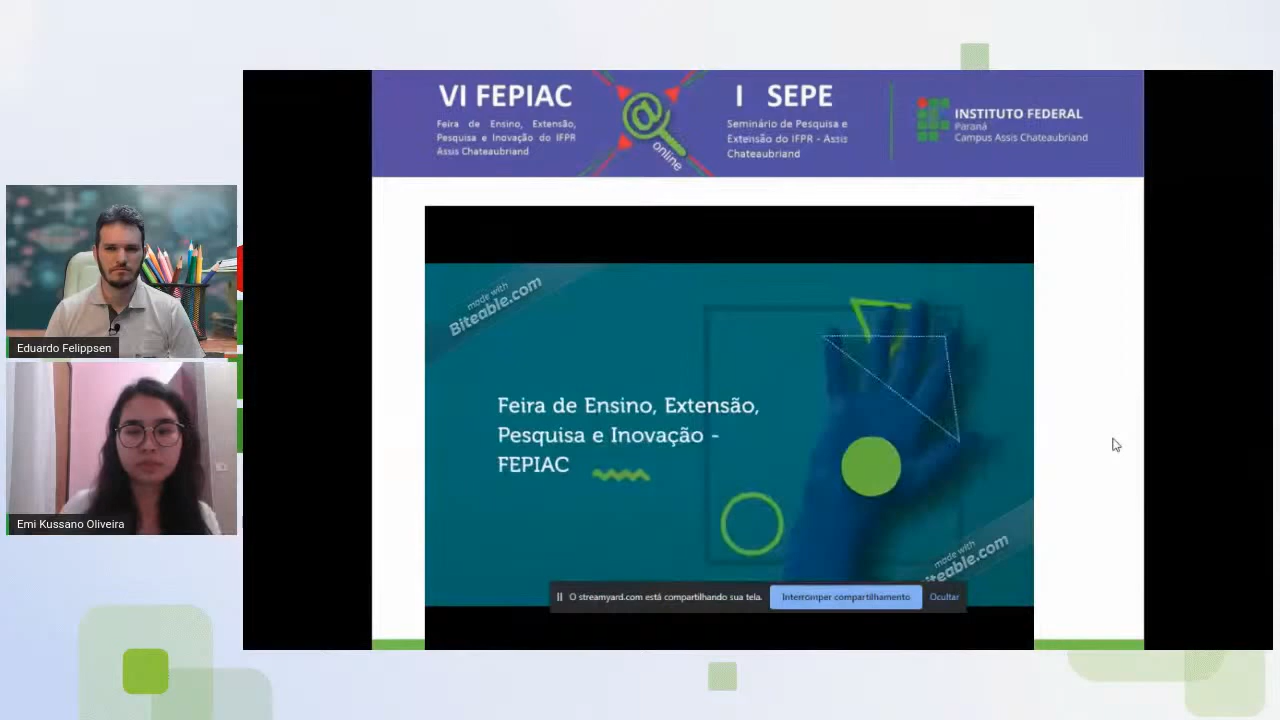 VI FEPIAC
Feira de Ensino, Extensão,
Pesquisa e Inovação do IFPR
Assis Chateaubriand
@
online
I SEPE
Seminário de Pesquisa e
Extensão do IFPR - Assis
Chateaubriand
INSTITUTO FEDERAL
Paraná
Campus Assis Chateaubriand
Eduardo Felippsen
Emi Kussano Oliveira
made with
Biteable.com
Feira de Ensino, Extensão,
Pesquisa e Inovação -
FEPIAC
made with
iteable.com
O streamyard.com está compartilhando sua tela.
Interromper compartilhamento
Ocultar